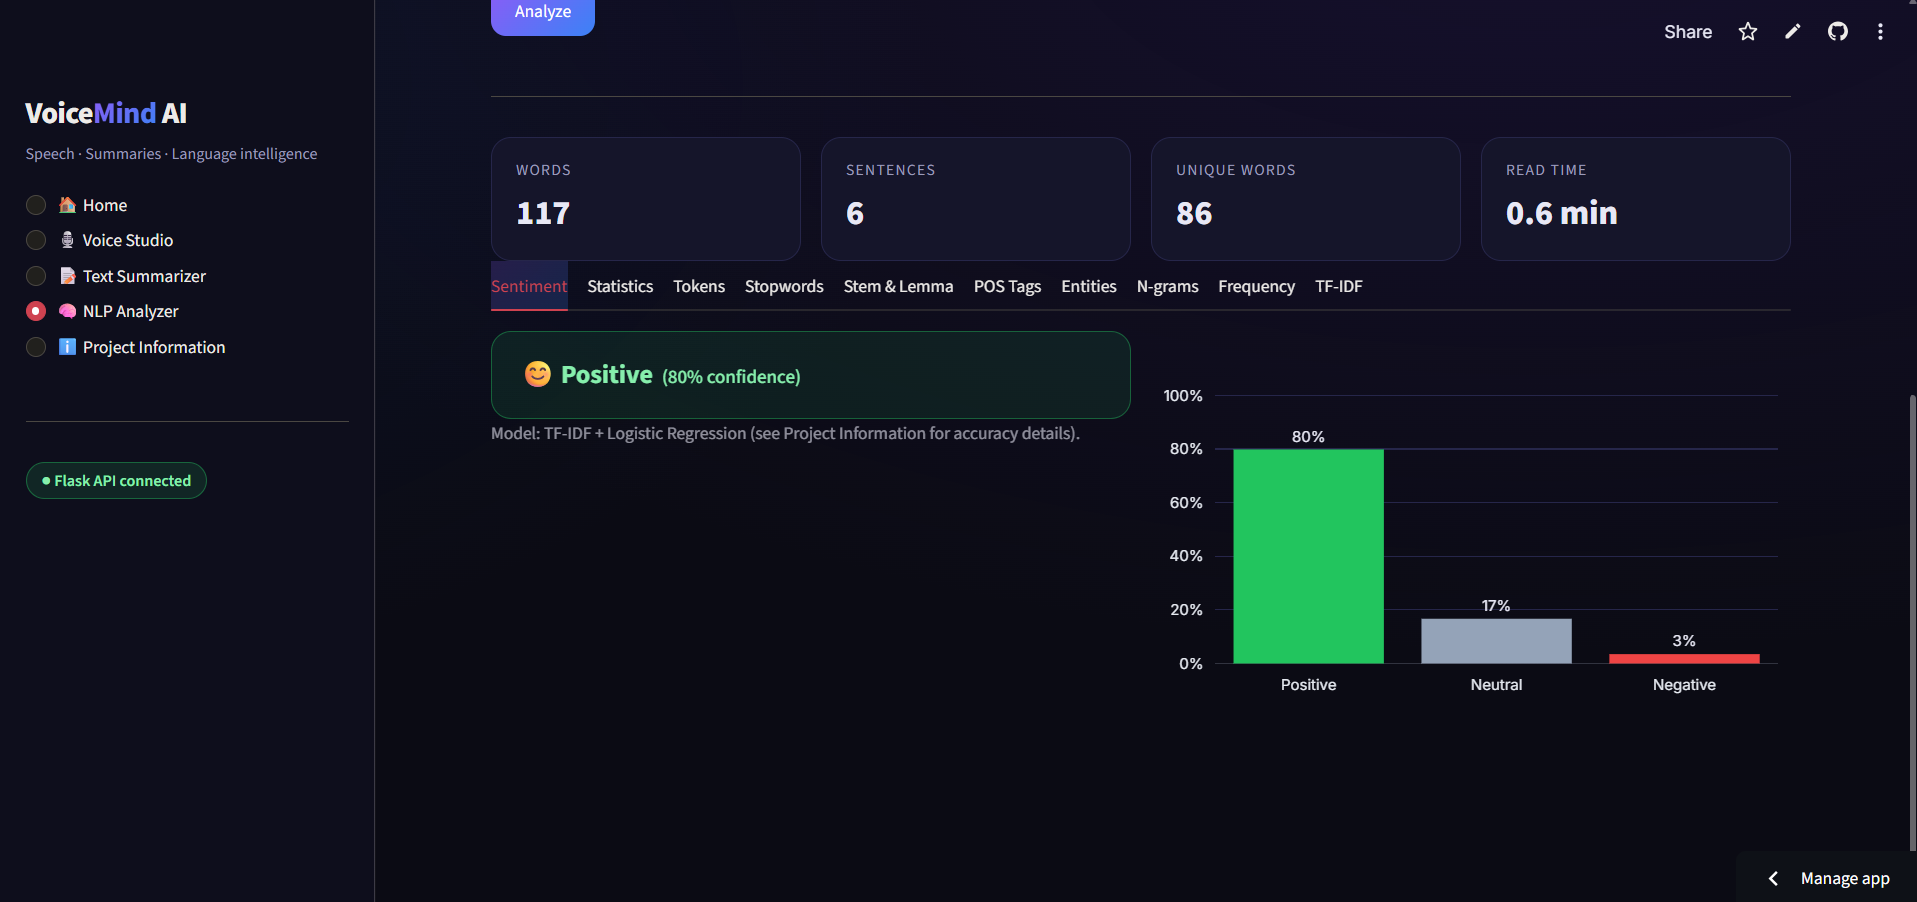 Analyze
Share
VoiceMind AI
Speech · Summaries · Language intelligence
Home
Voice Studio
Text Summarizer
NLP Analyzer
Project Information
Flask API connected
WORDS
117
SENTENCES
6
UNIQUE WORDS
86
READ TIME
0.6 min
Sentiment Statistics Tokens Stopwords Stem & Lemma POS Tags Entities N-grams Frequency TF-IDF
Positive (80% confidence)
Model: TF-IDF + Logistic Regression (see Project Information for accuracy details).
100%
80%
60%
40%
20%
0%
80%
17%
3%
Positive Neutral Negative
Manage app